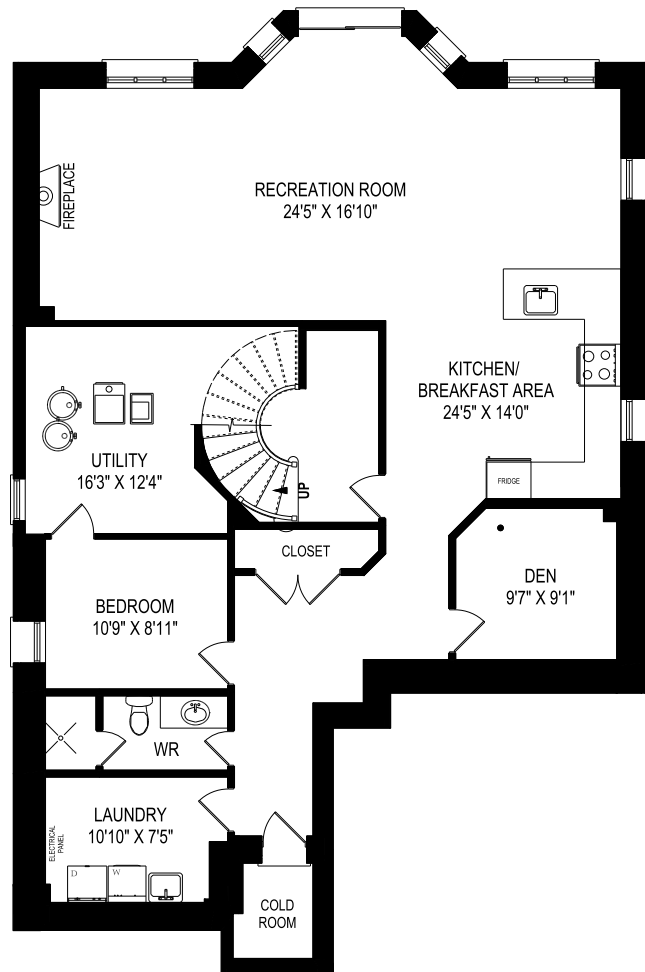 RECREATION ROOM
24'5" X 16'10"
FIREPLACE
KITCHEN/
BREAKFAST AREA
24'5" X 14'0"
FRIDGE
UTILITY
16'3" X 12'4"
UP
CLOSET
DEN
9'7" X 9'1"
BEDROOM
10'9" X 8'11"
WR
LAUNDRY
10'10" X 7'5"
ELECTRICAL
PANEL
D
W
COLD
ROOM